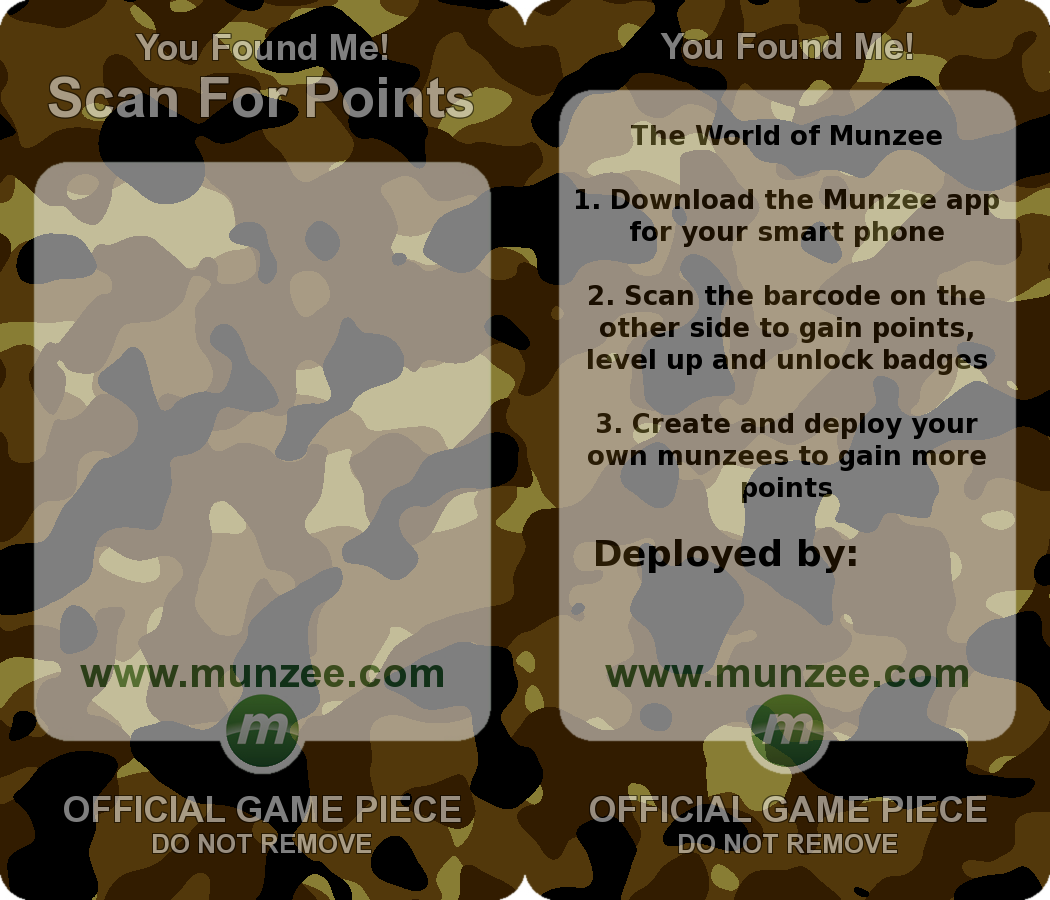 You Found Me!
Scan For Points
www.munzee.com
m
OFFICIAL GAME PIECE
DO NOT REMOVE
You Found Me!
The World of Munzee
1. Download the Munzee app
for your smart phone
2. Scan the barcode on the
other side to gain points,
level up and unlock badges
3. Create and deploy your
own munzees to gain more
points
Deployed by:
www.munzee.com
m
OFFICIAL GAME PIECE
DO NOT REMOVE